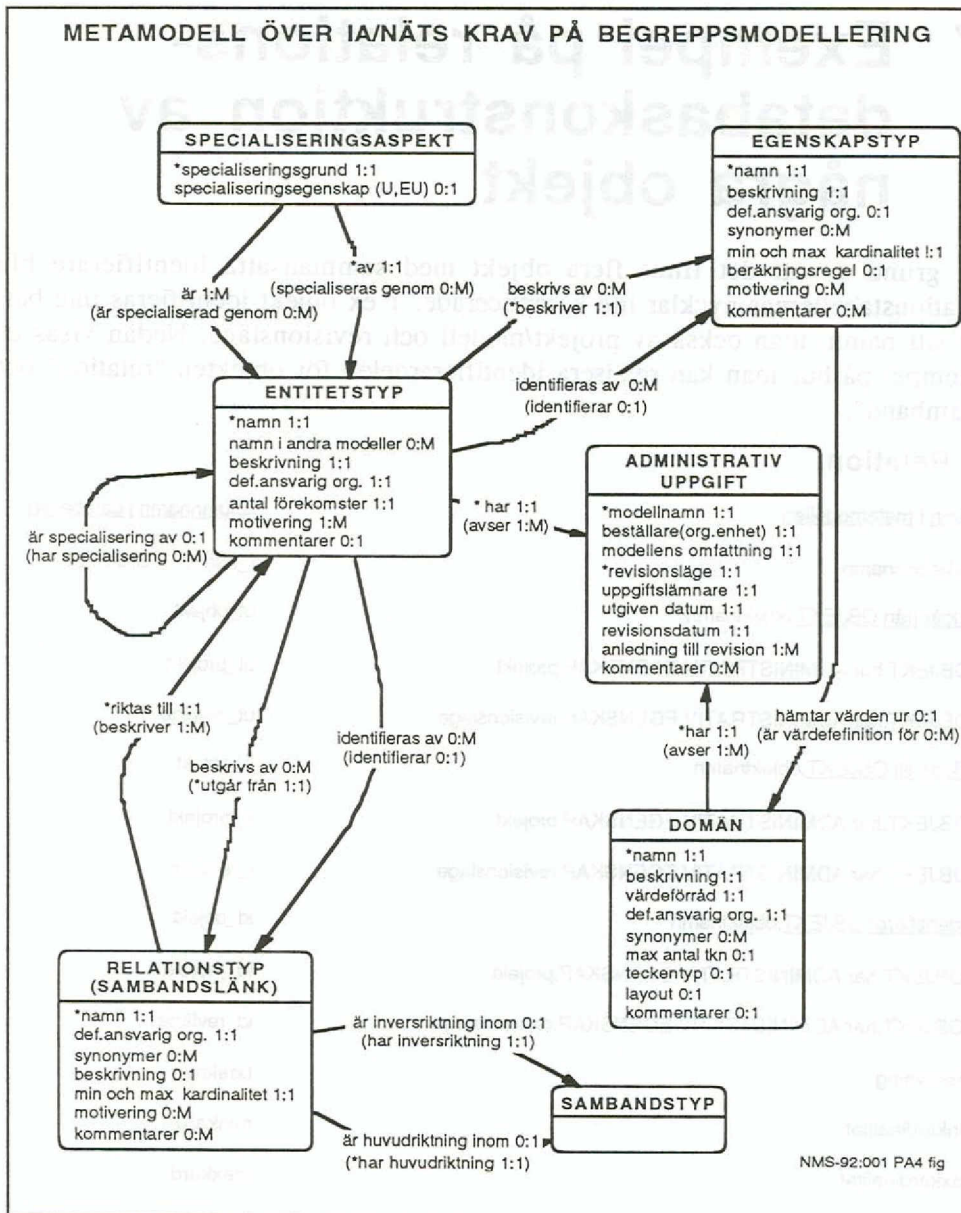 METAMODELL ÖVER IA/NÄTS KRAV PÅ BEGREPPSMODELLERING
SPECIALISERINGSASPEKT
*specialiseringsgrund 1:1
specialiseringsegenskap (U,EU) 0:1
EGENSKAPSTYP
*namn 1:1
beskrivning 1:1
def.ansvarig org. 0:1
synonymer 0:M
min och max kardinalitet !:1
beräkningsregel 0:1
motivering 0:M
kommentarer 0:M
*av 1:1
(specialiseras genom 0:M)
är 1:M
(är specialiserad genom 0:M)
beskrivs av 0:M
(*beskriver 1:1)
identifieras av 0:M
(identifierar 0:1)
ENTITETSTYP
*namn 1:1
namn i andra modeller 0:M
beskrivning 1:1
def.ansvarig org. 1:1
antal förekomster 1:1
motivering 1:M
kommentarer 0:1
är specialisering av 0:1
(har specialisering 0:M)
* har 1:1
(avser 1:M)
ADMINISTRATIV
UPPGIFT
*modellnamn 1:1
beställare(org.enhet) 1:1
modellens omfattning 1:1
*revisionsläge 1:1
uppgiftslämnare 1:1
utgiven datum 1:1
revisionsdatum 1:1
anledning till revision 1:M
kommentarer 0:M
*riktas till 1:1
(beskriver 1:M)
beskrivs av 0:M
(*utgår från 1:1)
identifieras av 0:M
(identifierar 0:1)
*har 1:1
(avser 1:M)
hämtar värden ur 0:1
(är värdefinition för 0:M)
DOMÄN
*namn 1:1
beskrivning1:1
värdeförråd 1:1
def.ansvarig org. 1:1
synonymer 0:M
max antal tkn 0:1
teckentyp 0:1
layout 0:1
kommentarer 0:1
RELATIONSTYP
(SAMBANDSLÄNK)
*namn 1:1
def.ansvarig org. 1:1
synonymer 0:M
beskrivning 0:1
min och max kardinalitet 1:1
motivering 0:M
kommentarer 0:M
är inversriktning inom 0:1
(har inversriktning 1:1)
SAMBANDSTYP
är huvudriktning inom 0:1
(*har huvudriktning 1:1)
NMS-92:001 PA4 fig